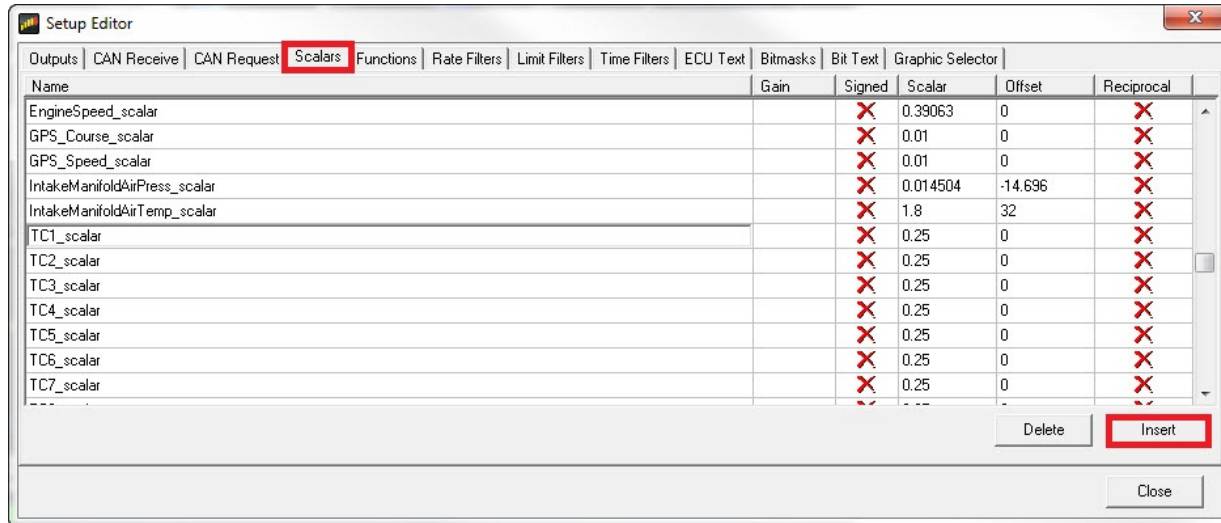 Setup Editor
Outputs CAN Receive CAN Request Scalars Functions Rate Filters Limit Filters Time Filters ECU Text Bitmasks Bit Text Graphic Selector
Name Gain Signed Scalar Offset Reciprocal
EngineSpeed_scalar 0.39063 0
GPS_Course_scalar 0.01 0
GPS_Speed_scalar 0.01 0
IntakeManifoldAirPress_scalar 0.014504 -14.696
IntakeManifoldAirTemp_scalar 1.8 32
TC1_scalar 0.25 0
TC2_scalar 0.25 0
TC3_scalar 0.25 0
TC4_scalar 0.25 0
TC5_scalar 0.25 0
TC6_scalar 0.25 0
TC7_scalar 0.25 0
Delete Insert
Close